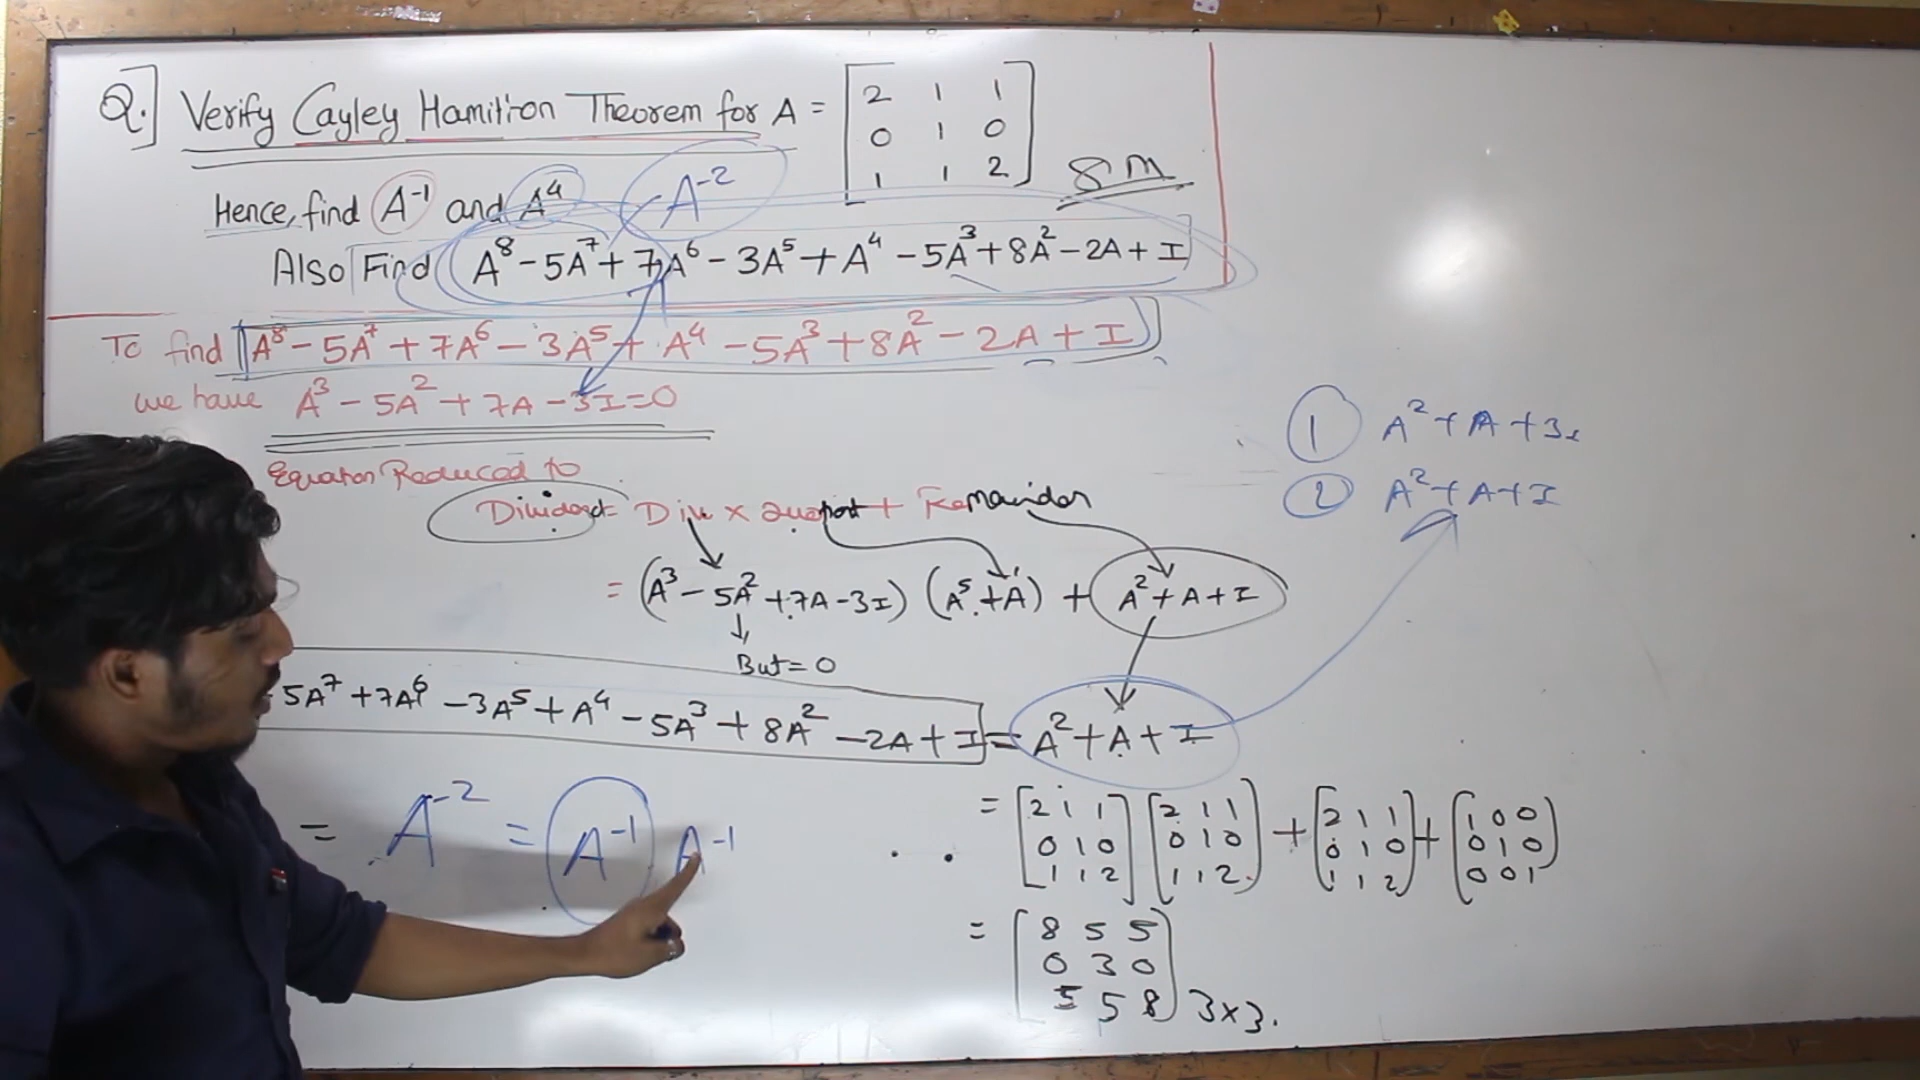 Q.] Verify Cayley Hamiltron Theorem for A = [2 1 1
0 1 0
1 1 2]
8M
Hence, find A⁻¹ and A⁴ A⁻²
Also Find A⁸ - 5A⁷ + 7A⁶ - 3A⁵ + A⁴ - 5A³ + 8A² - 2A + I
To find A⁸ - 5A⁷ + 7A⁶ - 3A⁵ + A⁴ - 5A³ + 8A² - 2A + I
we have A³ - 5A² + 7A - 3I = 0
1 A² + A + 3I
2 A² + A + I
Equation Reduced to
Dividend = Div x Quotient + Remainder
= (A³ - 5A² + 7A - 3I) (A⁵ + A) + A² + A + I
But = 0
5A⁷ + 7A⁶ - 3A⁵ + A⁴ - 5A³ + 8A² - 2A + I = A² + A + I
= A⁻² = A⁻¹ A⁻¹
= [2 1 1
0 1 0
1 1 2] [2 1 1
0 1 0
1 1 2] + [2 1 1
0 1 0
1 1 2] + [1 0 0
0 1 0
0 0 1]
= [8 5 5
0 3 0
5 5 8] 3x3.